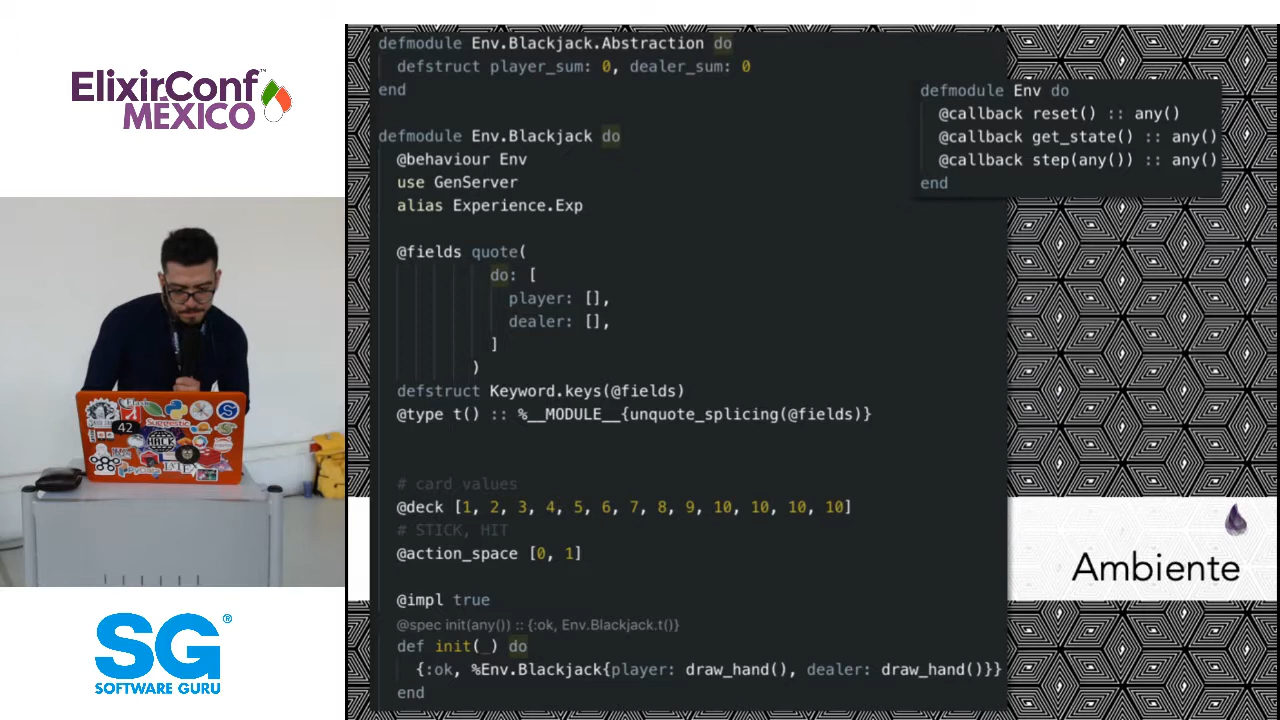 ElixirConf™
MÉXICO
defmodule Env.Blackjack.Abstraction do
  defstruct player_sum: 0, dealer_sum: 0
end
defmodule Env.Blackjack do
  @behaviour Env
  use GenServer
  alias Experience.Exp
  @fields quote(
            do: [
              player: [],
              dealer: [],
            ]
          )
  defstruct Keyword.keys(@fields)
  @type t() :: %__MODULE__{unquote_splicing(@fields)}
  # card values
  @deck [1, 2, 3, 4, 5, 6, 7, 8, 9, 10, 10, 10, 10]
  # STICK, HIT
  @action_space [0, 1]
  @impl true
  @spec init(any()) :: {:ok, Env.Blackjack.t()}
  def init(_) do
    {:ok, %Env.Blackjack{player: draw_hand(), dealer: draw_hand()}}
  end
defmodule Env do
  @callback reset() :: any()
  @callback get_state() :: any()
  @callback step(any()) :: any()
end
Ambiente
42
SG®
SOFTWARE GURU